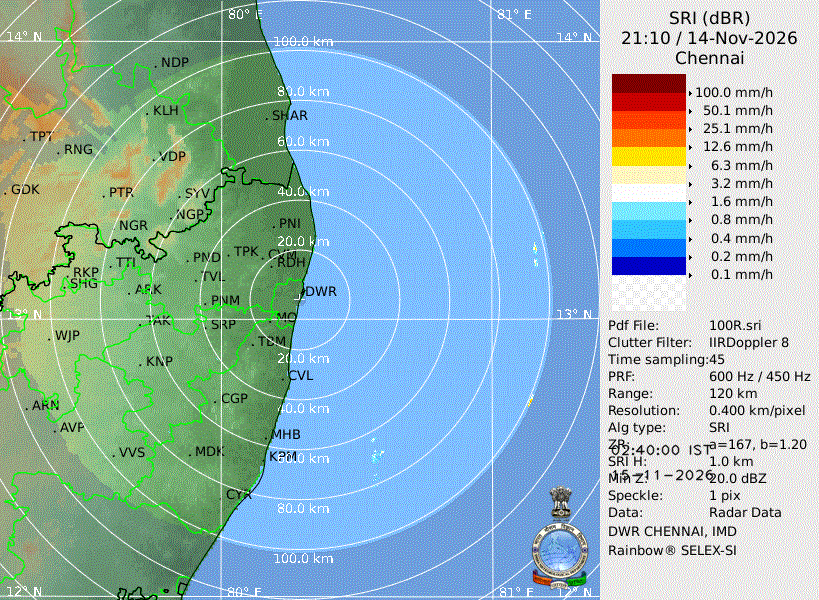 80° E
81° E
14° N
14° N
100.0 km
NDP
80.0 km
KLH
SHAR
TPT
60.0 km
RNG
VDP
GDK
PTR
SYV
40.0 km
NGP
NGR
PNI
20.0 km
TPK
PND
RDH
TTI
RKP
TVL
SHG
ARK
DWR
PNM
13° N
13° N
TAK
SRP
WJP
TBM
20.0 km
KNP
CVL
CGP
40.0 km
ARN
AVP
MHB
VVS
MDK
KPM
CYR
80.0 km
100.0 km
12° N
80° E
81° E
12° N
SRI (dBR)
21:10 / 14-Nov-2026
Chennai
100.0 mm/h
50.1 mm/h
25.1 mm/h
12.6 mm/h
6.3 mm/h
3.2 mm/h
1.6 mm/h
0.8 mm/h
0.4 mm/h
0.2 mm/h
0.1 mm/h
Pdf File: 100R.sri
Clutter Filter: IIRDoppler 8
Time sampling:45
PRF: 600 Hz / 450 Hz
Range: 120 km
Resolution: 0.400 km/pixel
Alg type: SRI
ZR: a=167, b=1.20
02:40:00 IST
SRI H: 1.0 km
15-11-2026
Min Z: 20.0 dBZ
Speckle: 1 pix
Data: Radar Data
DWR CHENNAI, IMD
Rainbow® SELEX-SI